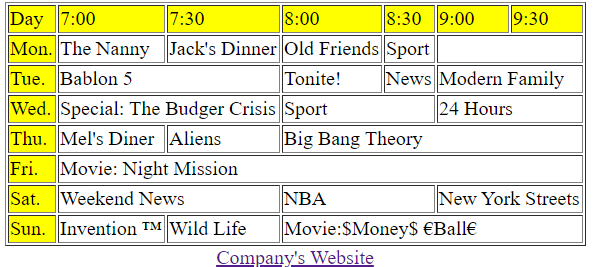 Day 7:00 7:30 8:00 8:30 9:00 9:30
Mon. The Nanny Jack's Dinner Old Friends Sport
Tue. Bablon 5 Tonite! News Modern Family
Wed. Special: The Budger Crisis Sport 24 Hours
Thu. Mel's Diner Aliens Big Bang Theory
Fri. Movie: Night Mission
Sat. Weekend News NBA New York Streets
Sun. Invention ™ Wild Life Movie:$Money$ €Ball€
Company's Website